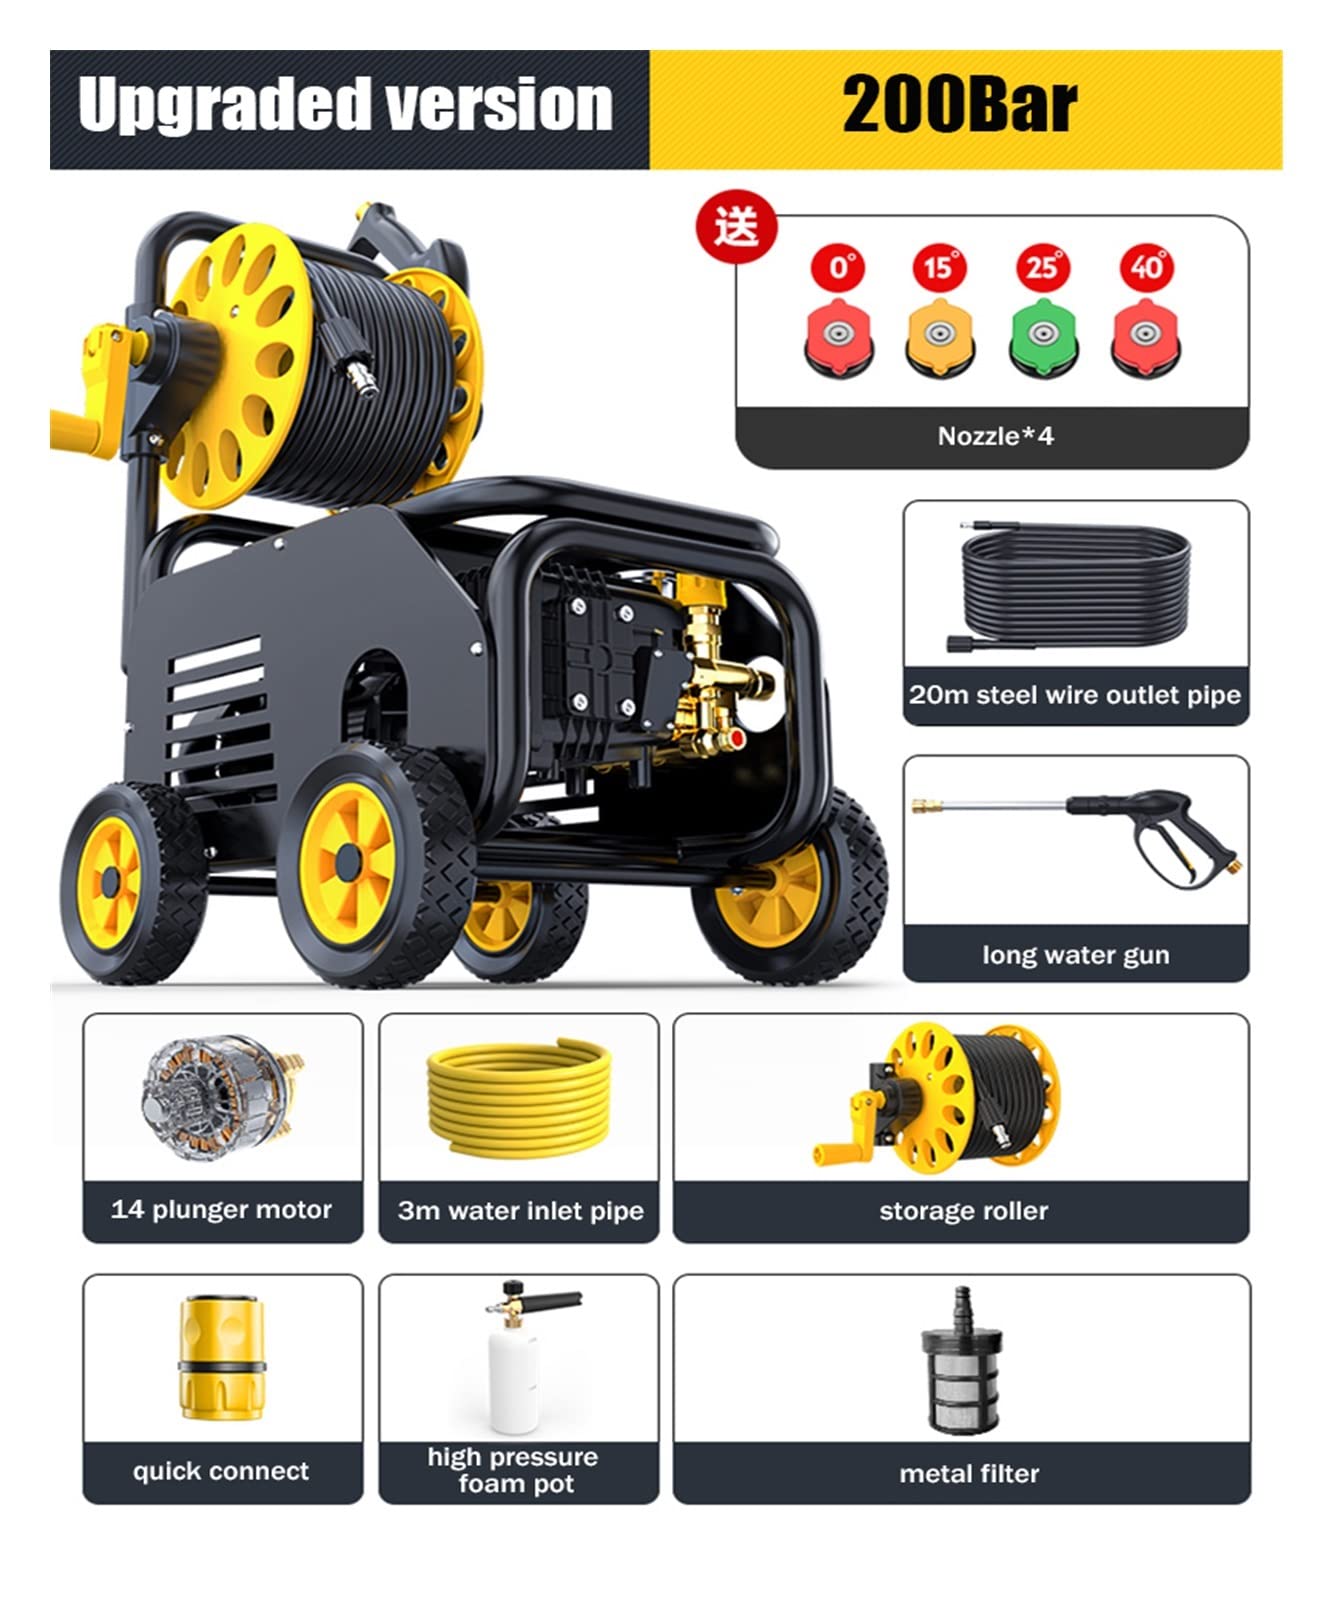 Upgraded version
200Bar
送
0°
15°
25°
40°
Nozzle*4
20m steel wire outlet pipe
long water gun
14 plunger motor
3m water inlet pipe
storage roller
quick connect
high pressure
foam pot
metal filter